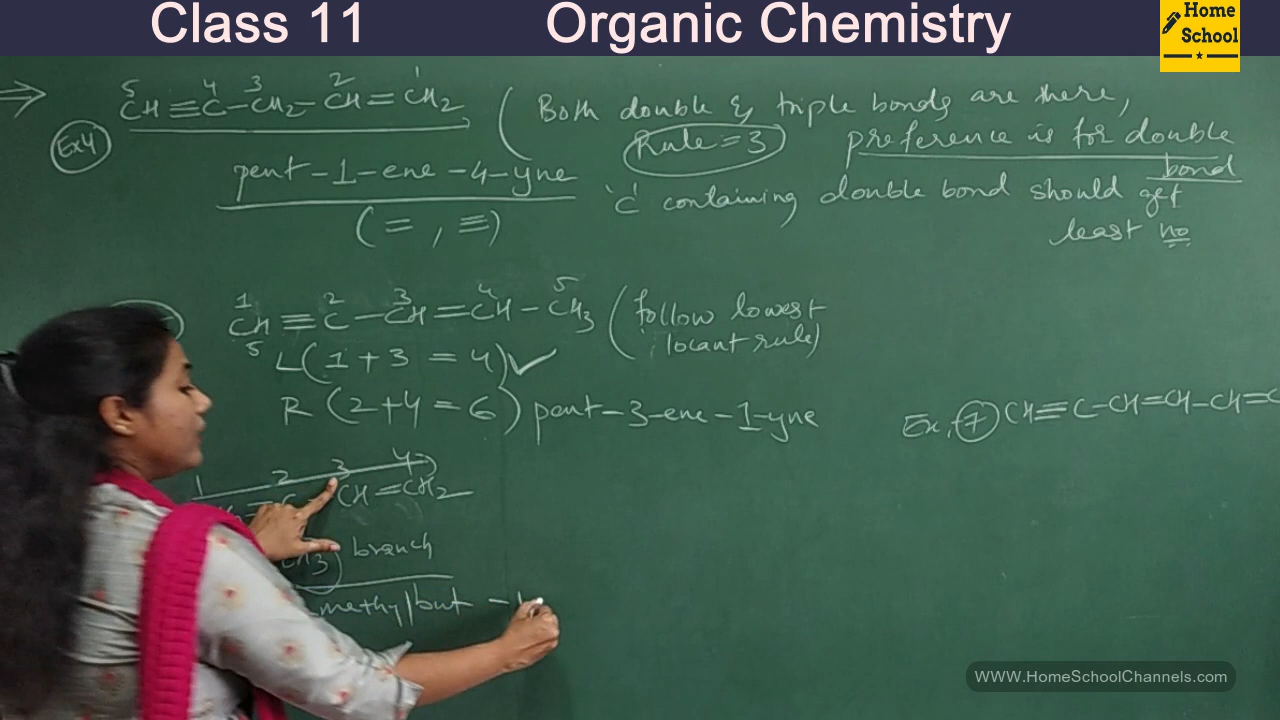 Class 11 Organic Chemistry
Home
School
5 4 3 2 1
CH≡C-CH2-CH=CH2 (Both double & triple bonds are there,
Ex4 Rule=3 preference is for double
bond
pent-1-ene-4-yne 'c' containing double bond should get
(=, ≡) least no
1 2 3 4 5
CH≡C-CH=CH-CH3 (follow lowest
5 locant rule)
L(1+3=4)✓
R(2+4=6) pent-3-ene-1-yne
Ex.7 CH≡C-CH=CH-CH=C
1 2 3 4
CH=CH2
CH3 branch
methylbut-1
www.HomeSchoolChannels.com